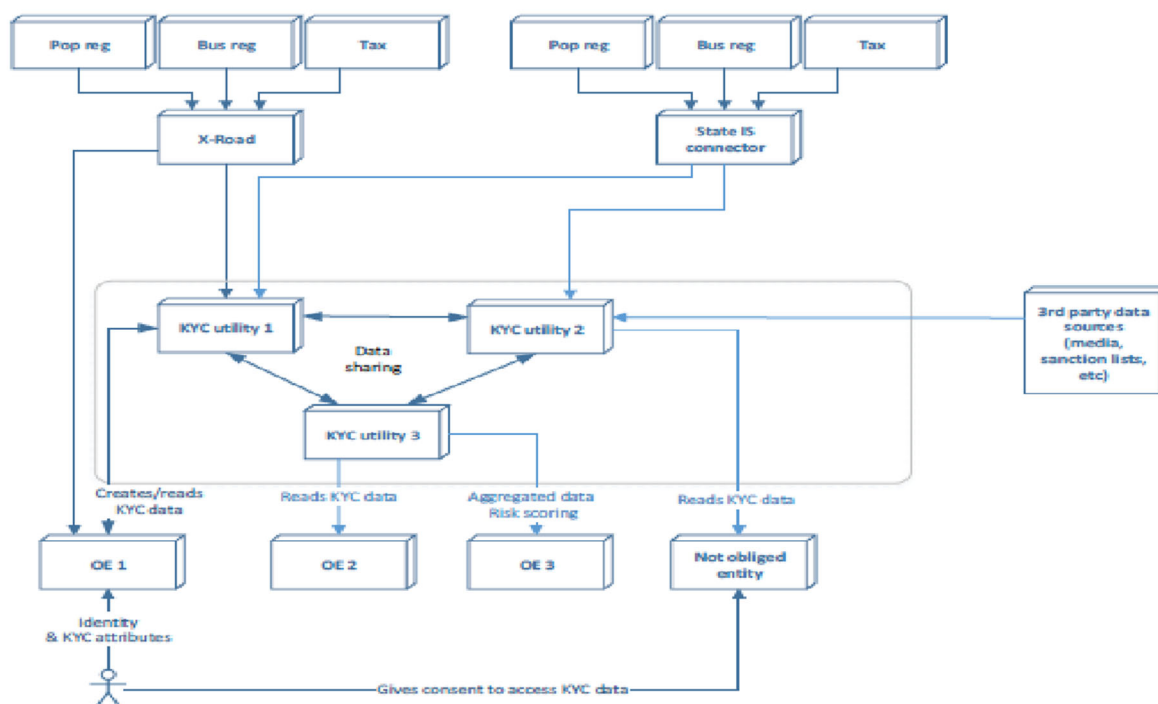 Pop reg
Bus reg
Tax
Pop reg
Bus reg
Tax
X-Road
State IS
connector
KYC utility 1
KYC utility 2
3rd party data
sources
(media,
sanction lists,
etc)
Data
sharing
KYC utility 3
Creates/reads
KYC data
Reads KYC data
Aggregated data
Risk scoring
Reads KYC data
OE 1
OE 2
OE 3
Not obliged
entity
Identity
& KYC attributes
Gives consent to access KYC data